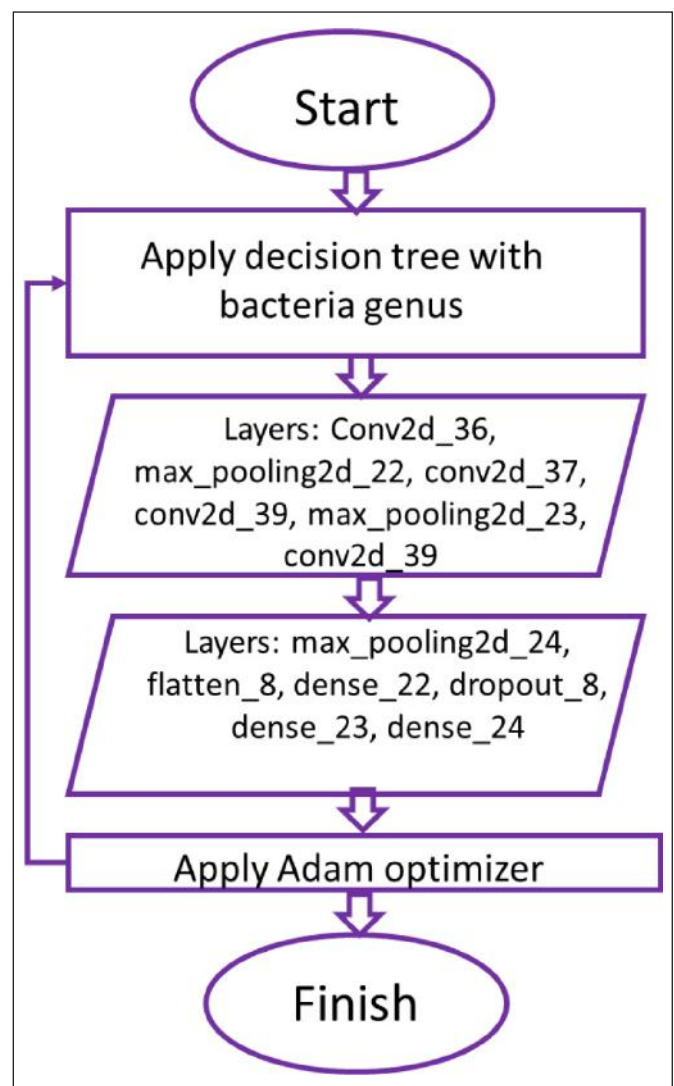 Start
Apply decision tree with
bacteria genus
Layers: Conv2d_36,
max_pooling2d_22, conv2d_37,
conv2d_39, max_pooling2d_23,
conv2d_39
Layers: max_pooling2d_24,
flatten_8, dense_22, dropout_8,
dense_23, dense_24
Apply Adam optimizer
Finish